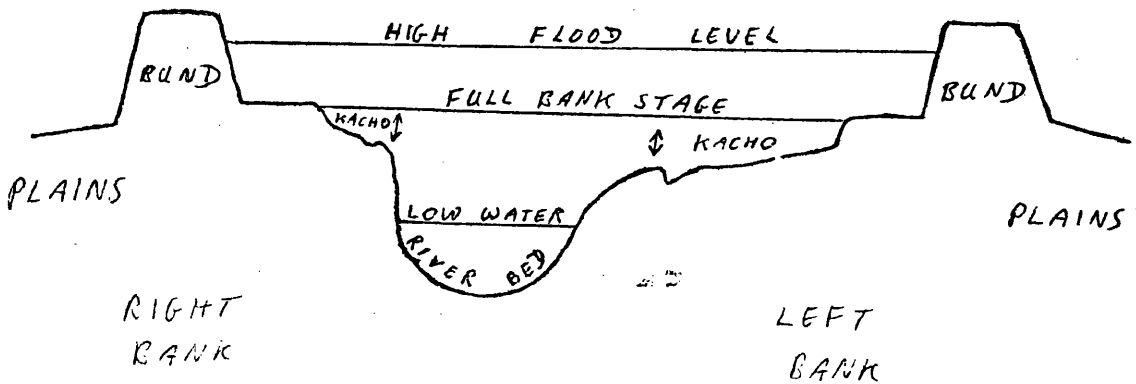 HIGH FLOOD LEVEL
BUND
BUND
FULL BANK STAGE
KACHO
KACHO
PLAINS
PLAINS
LOW WATER
RIVER BED
RIGHT
BANK
LEFT
BANK